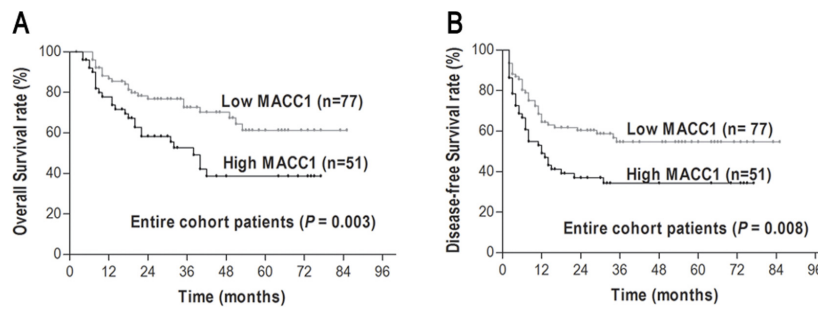 A
Overall Survival rate (%)
100
80
60
40
20
0
Low MACC1 (n=77)
High MACC1 (n=51)
Entire cohort patients (P = 0.003)
0 12 24 36 48 60 72 84 96
Time (months)
B
Disease-free Survival rate (%)
100
80
60
40
20
0
Low MACC1 (n= 77)
High MACC1 (n=51)
Entire cohort patients (P = 0.008)
0 12 24 36 48 60 72 84 96
Time (months)